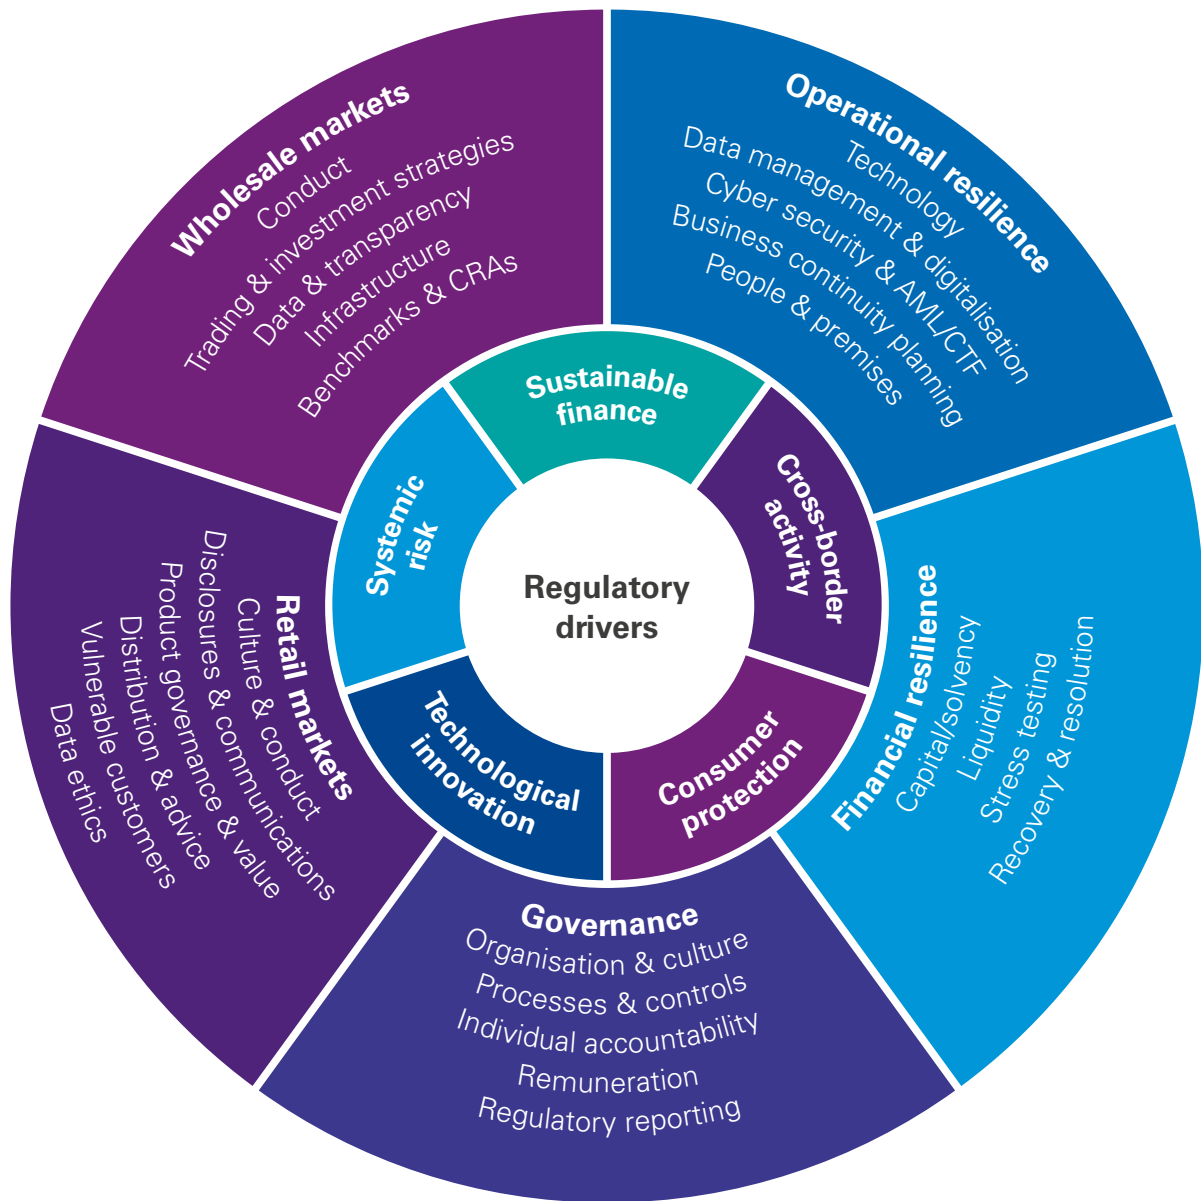 Regulatory
drivers
Sustainable
finance
Cross-border
activity
Consumer
protection
Technological
innovation
Systemic
risk
Operational resilience
Technology
Data management & digitalisation
Cyber security & AML/CTF
Business continuity planning
People & premises
Financial resilience
Capital/solvency
Liquidity
Stress testing
Recovery & resolution
Governance
Organisation & culture
Processes & controls
Individual accountability
Remuneration
Regulatory reporting
Retail markets
Culture & conduct
Disclosures & communications
Product governance & value
Distribution & advice
Vulnerable customers
Data ethics
Wholesale markets
Conduct
Trading & investment strategies
Data & transparency
Infrastructure
Benchmarks & CRAs